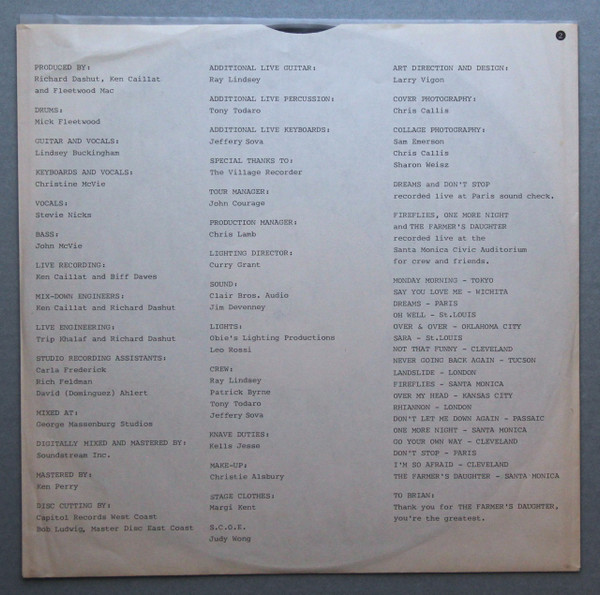 2
PRODUCED BY:
Richard Dashut, Ken Caillat
and Fleetwood Mac
DRUMS:
Mick Fleetwood
GUITAR AND VOCALS:
Lindsey Buckingham
KEYBOARDS AND VOCALS:
Christine McVie
VOCALS:
Stevie Nicks
BASS:
John McVie
LIVE RECORDING:
Ken Caillat and Biff Dawes
MIX-DOWN ENGINEERS:
Ken Caillat and Richard Dashut
LIVE ENGINEERING:
Trip Khalaf and Richard Dashut
STUDIO RECORDING ASSISTANTS:
Carla Frederick
Rich Feldman
David (Dominguez) Ahlert
MIXED AT:
George Massenburg Studios
DIGITALLY MIXED AND MASTERED BY:
Soundstream Inc.
MASTERED BY:
Ken Perry
DISC CUTTING BY:
Capitol Records West Coast
Bob Ludwig, Master Disc East Coast
ADDITIONAL LIVE GUITAR:
Ray Lindsey
ADDITIONAL LIVE PERCUSSION:
Tony Todaro
ADDITIONAL LIVE KEYBOARDS:
Jeffery Sova
SPECIAL THANKS TO:
The Village Recorder
TOUR MANAGER:
John Courage
PRODUCTION MANAGER:
Chris Lamb
LIGHTING DIRECTOR:
Curry Grant
SOUND:
Clair Bros. Audio
Jim Devenney
LIGHTS:
Obie's Lighting Productions
Leo Rossi
CREW:
Ray Lindsey
Patrick Byrne
Tony Todaro
Jeffery Sova
KNAVE DUTIES:
Kells Jesse
MAKE-UP:
Christie Alsbury
STAGE CLOTHES:
Margi Kent
S.C.O.E.
Judy Wong
ART DIRECTION AND DESIGN:
Larry Vigon
COVER PHOTOGRAPHY:
Chris Callis
COLLAGE PHOTOGRAPHY:
Sam Emerson
Chris Callis
Sharon Weisz
DREAMS and DON'T STOP
recorded live at Paris sound check.
FIREFLIES, ONE MORE NIGHT
and THE FARMER'S DAUGHTER
recorded live at the
Santa Monica Civic Auditorium
for crew and friends.
MONDAY MORNING - TOKYO
SAY YOU LOVE ME - WICHITA
DREAMS - PARIS
OH WELL - St.LOUIS
OVER & OVER - OKLAHOMA CITY
SARA - St.LOUIS
NOT THAT FUNNY - CLEVELAND
NEVER GOING BACK AGAIN - TUCSON
LANDSLIDE - LONDON
FIREFLIES - SANTA MONICA
OVER MY HEAD - KANSAS CITY
RHIANNON - LONDON
DON'T LET ME DOWN AGAIN - PASSAIC
ONE MORE NIGHT - SANTA MONICA
GO YOUR OWN WAY - CLEVELAND
DON'T STOP - PARIS
I'M SO AFRAID - CLEVELAND
THE FARMER'S DAUGHTER - SANTA MONICA
TO BRIAN:
Thank you for THE FARMER'S DAUGHTER,
you're the greatest.